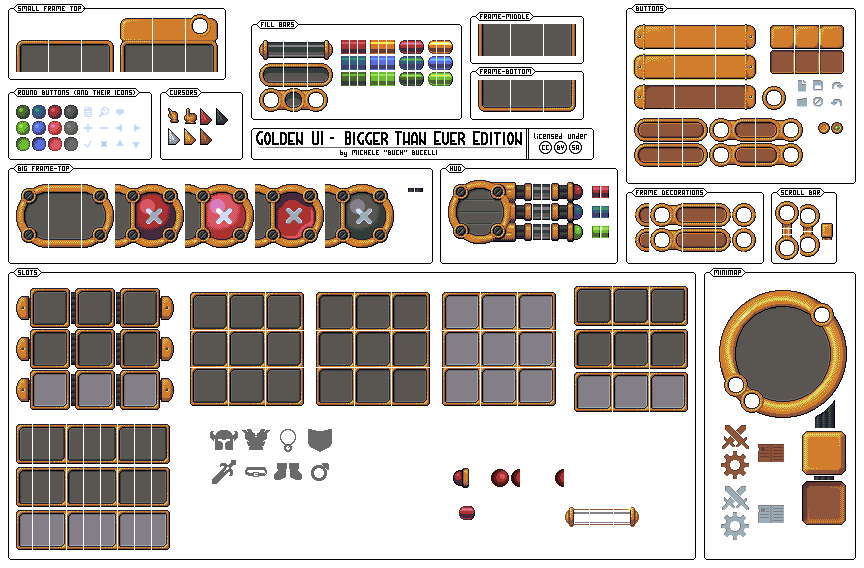 SMALL FRAME TOP
FILL BARS
FRAME-MIDDLE
BUTTONS
FRAME-BOTTOM
ROUND BUTTONS (AND THEIR ICONS)
CURSORS
GOLDEN UI - BIGGER THAN EVER EDITION
by MICHELE "BUCH" BUCELLI
licensed under
CC BY SA
BIG FRAME-TOP
HUD
FRAME DECORATIONS
SCROLL BAR
SLOTS
MINIMAP